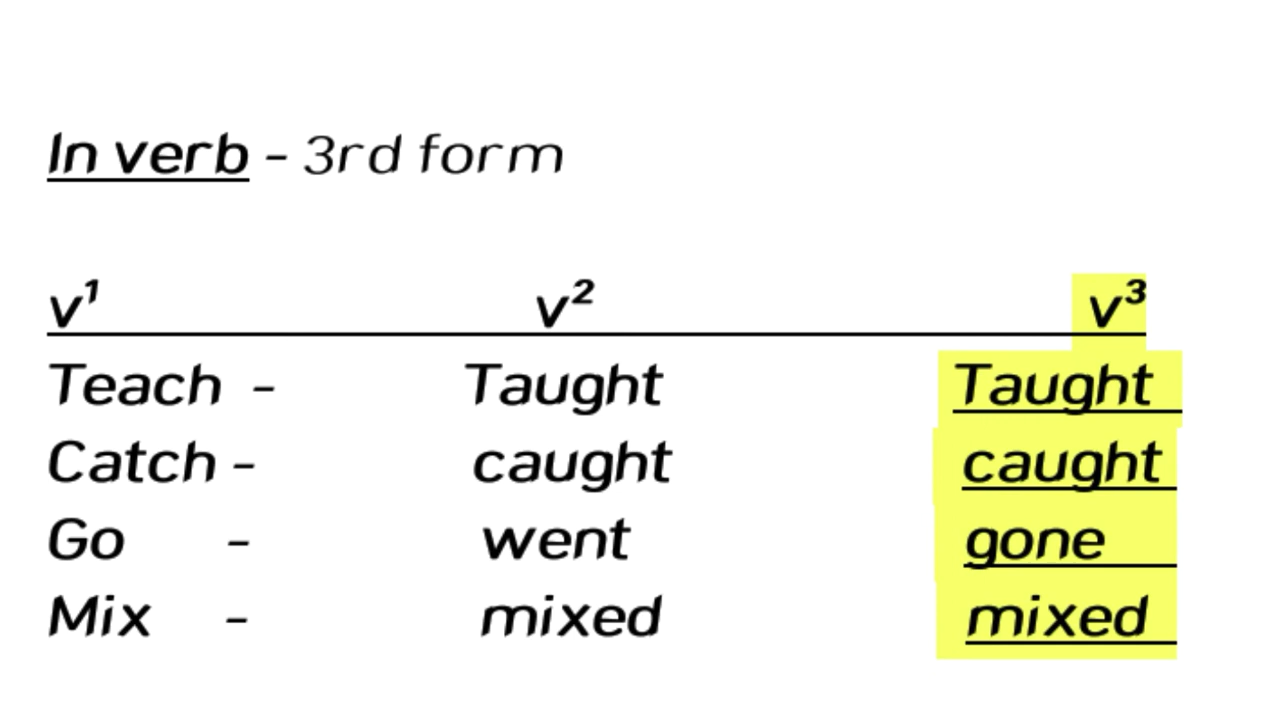 In verb - 3rd form
v¹ v² v³
Teach - Taught Taught
Catch - caught caught
Go - went gone
Mix - mixed mixed